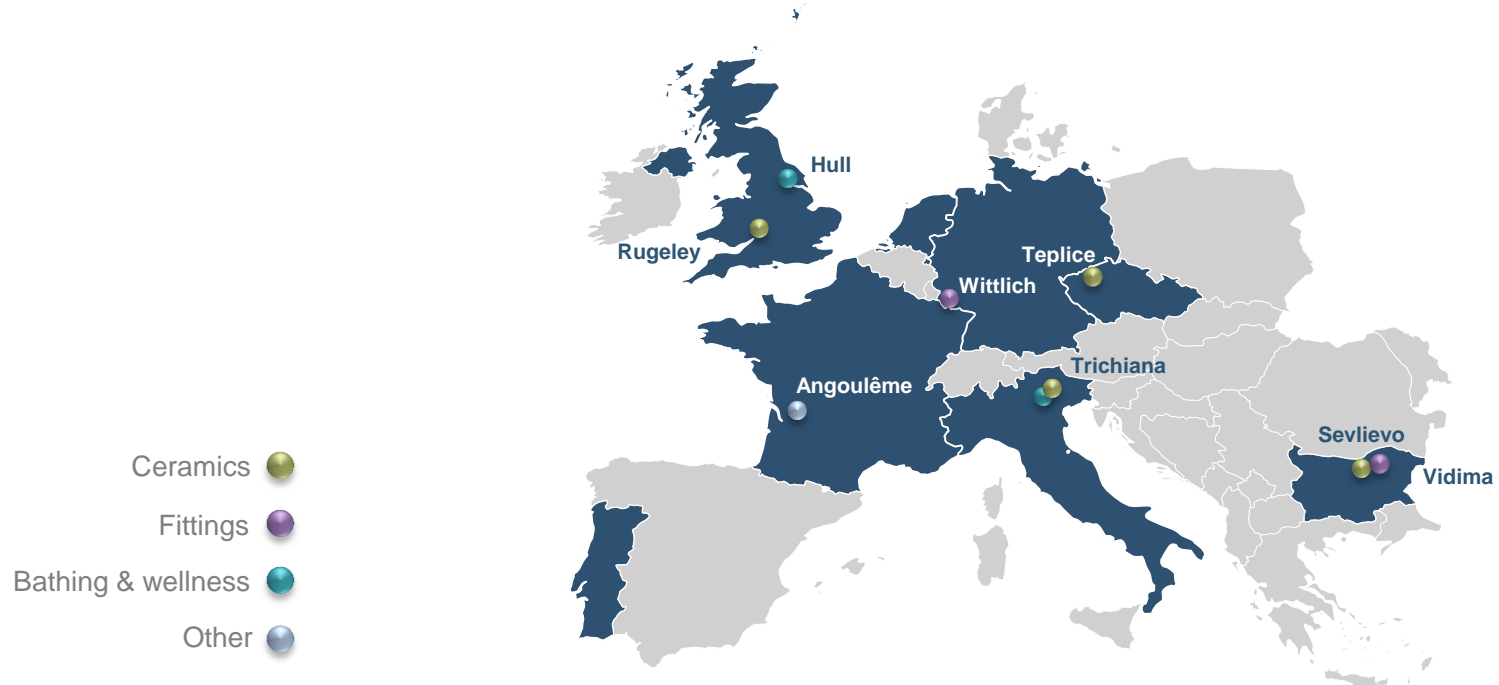 Hull
Rugeley
Teplice
Wittlich
Trichiana
Angoulême
Sevlievo
Vidima
Ceramics
Fittings
Bathing & wellness
Other